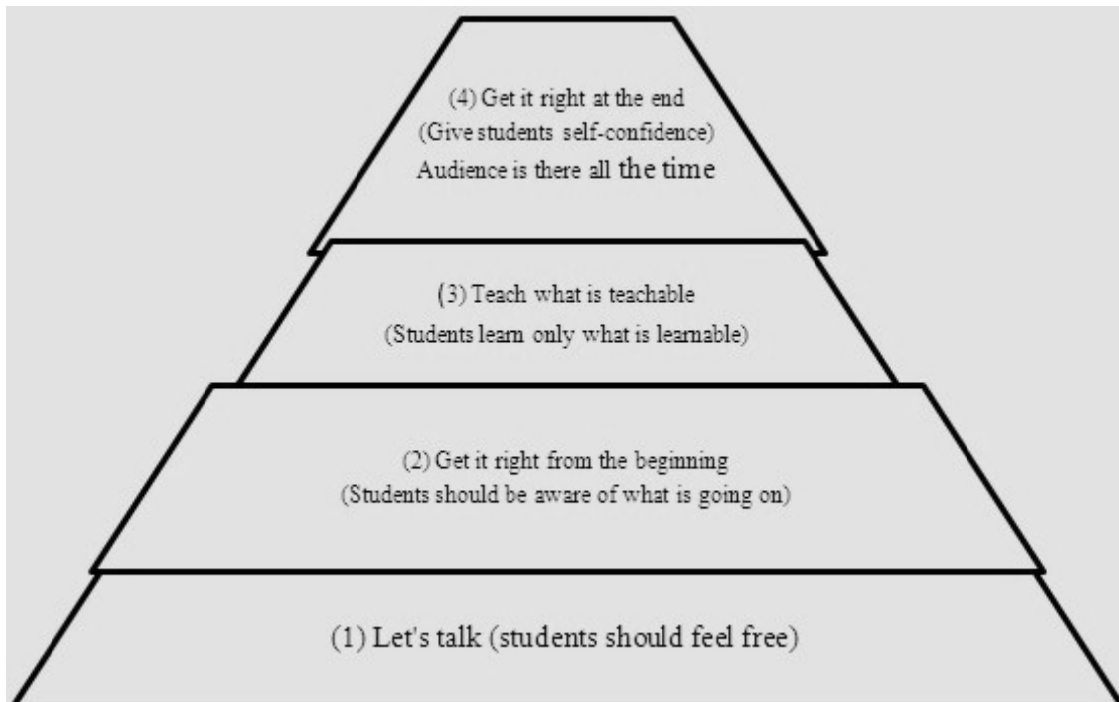 (4) Get it right at the end
(Give students self-confidence)
Audience is there all the time
(3) Teach what is teachable
(Students learn only what is learnable)
(2) Get it right from the beginning
(Students should be aware of what is going on)
(1) Let's talk (students should feel free)